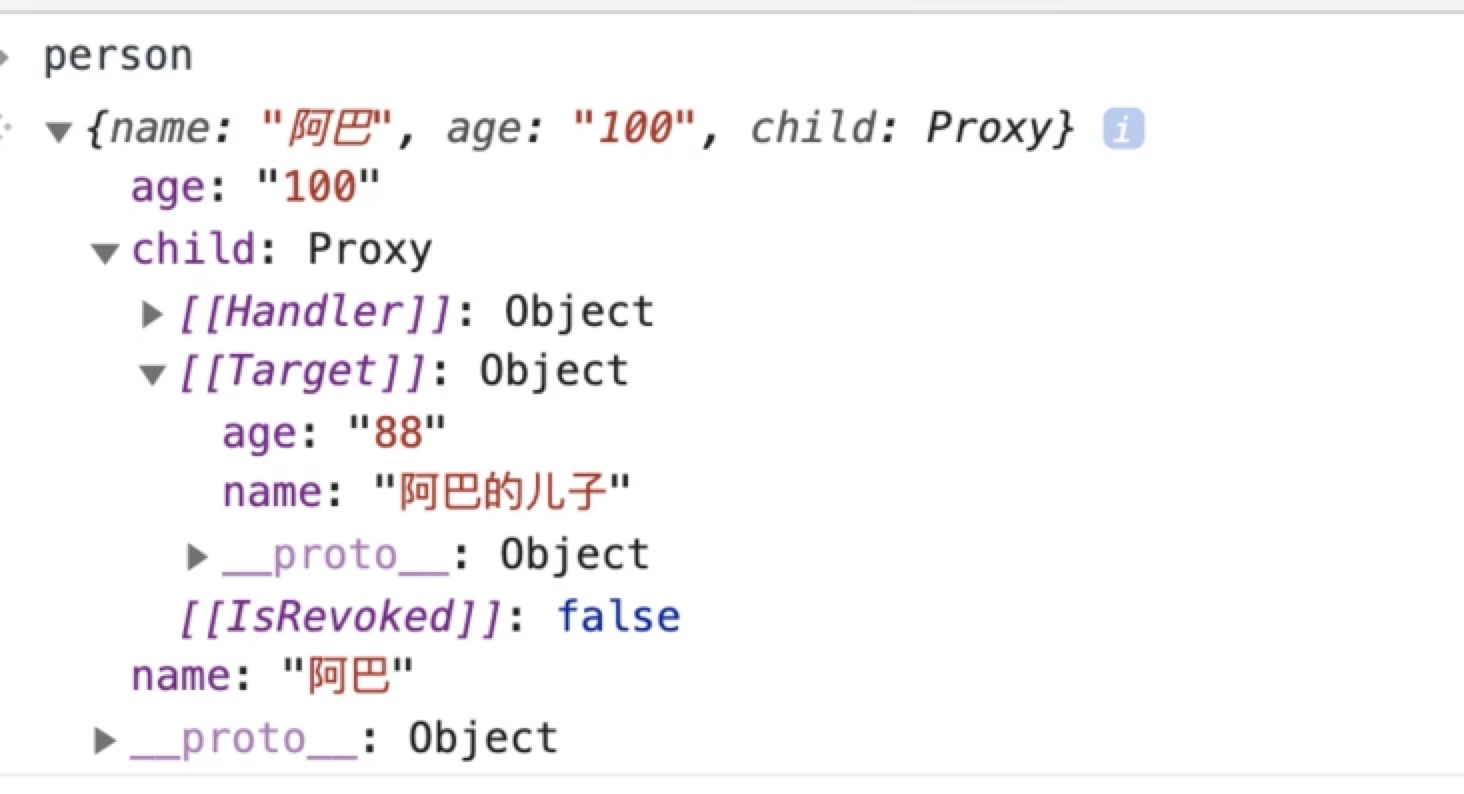 person
{name: "阿巴", age: "100", child: Proxy} i
age: "100"
child: Proxy
[[Handler]]: Object
[[Target]]: Object
age: "88"
name: "阿巴的儿子"
__proto__: Object
[[IsRevoked]]: false
name: "阿巴"
__proto__: Object